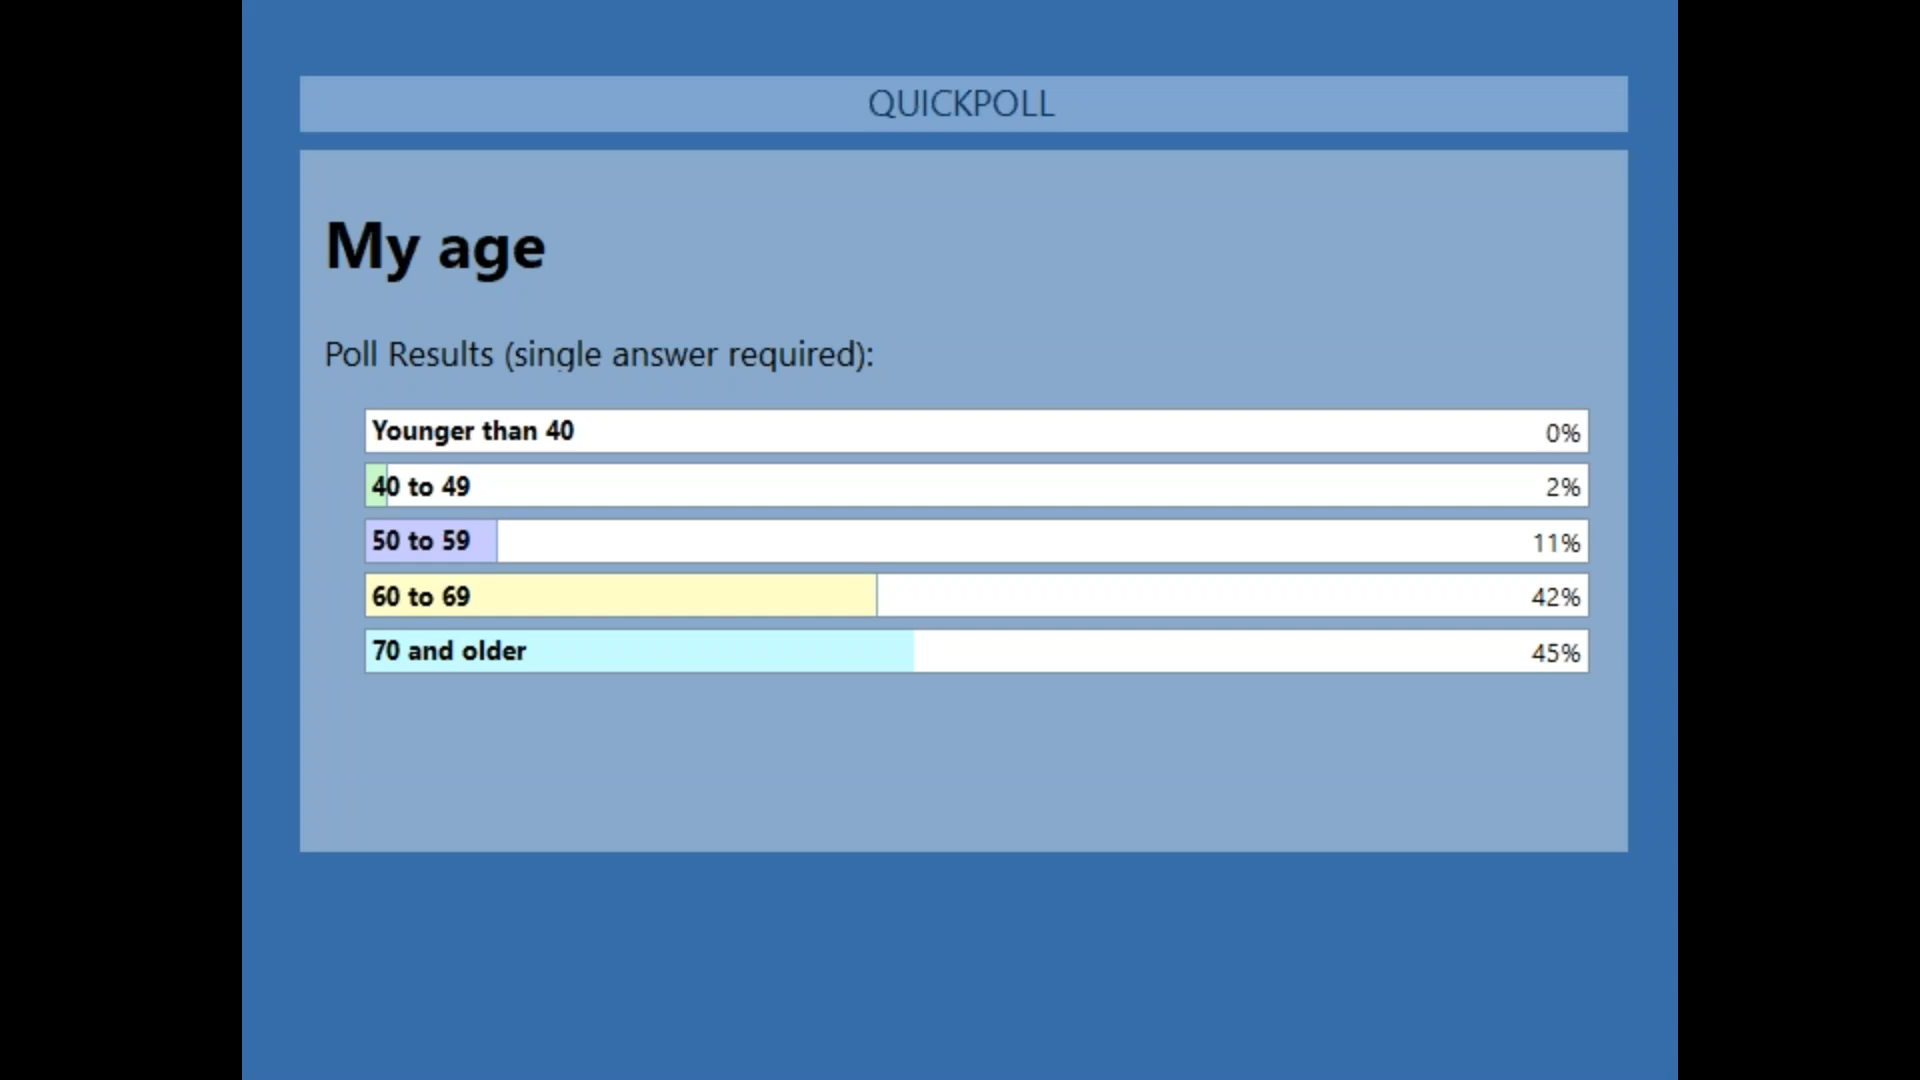 QUICKPOLL
My age
Poll Results (single answer required):
Younger than 40 0%
40 to 49 2%
50 to 59 11%
60 to 69 42%
70 and older 45%